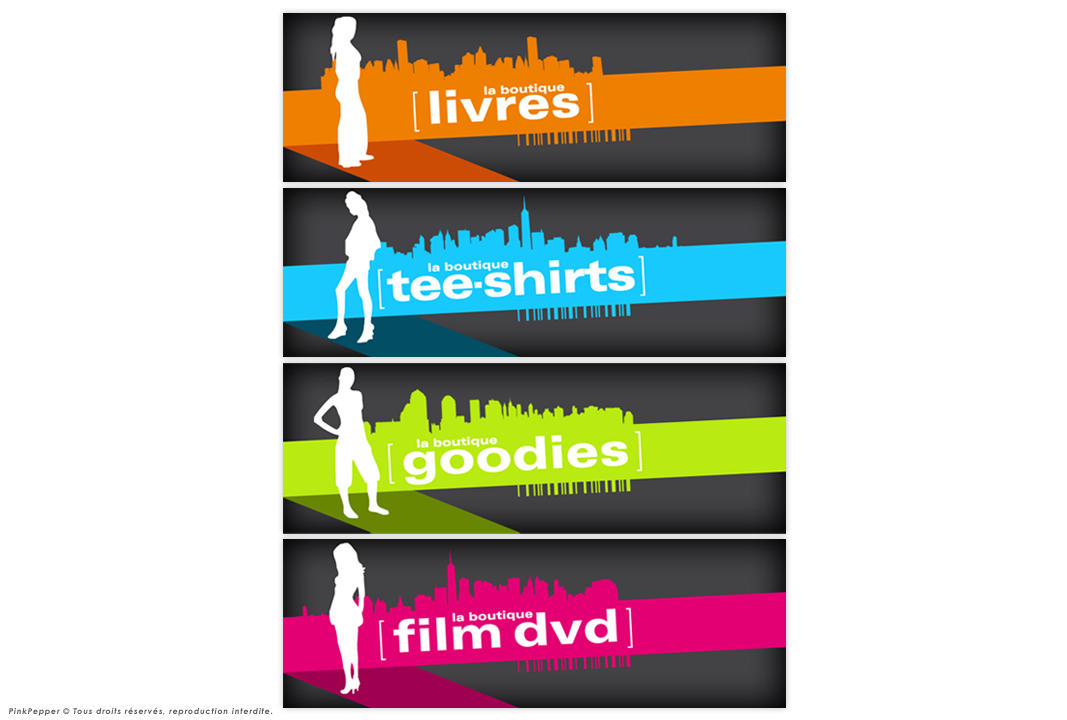 la boutique
[ livres ]
la boutique
[ tee-shirts ]
la boutique
[ goodies ]
la boutique
[ film dvd ]
PinkPepper © Tous droits réservés, reproduction interdite.